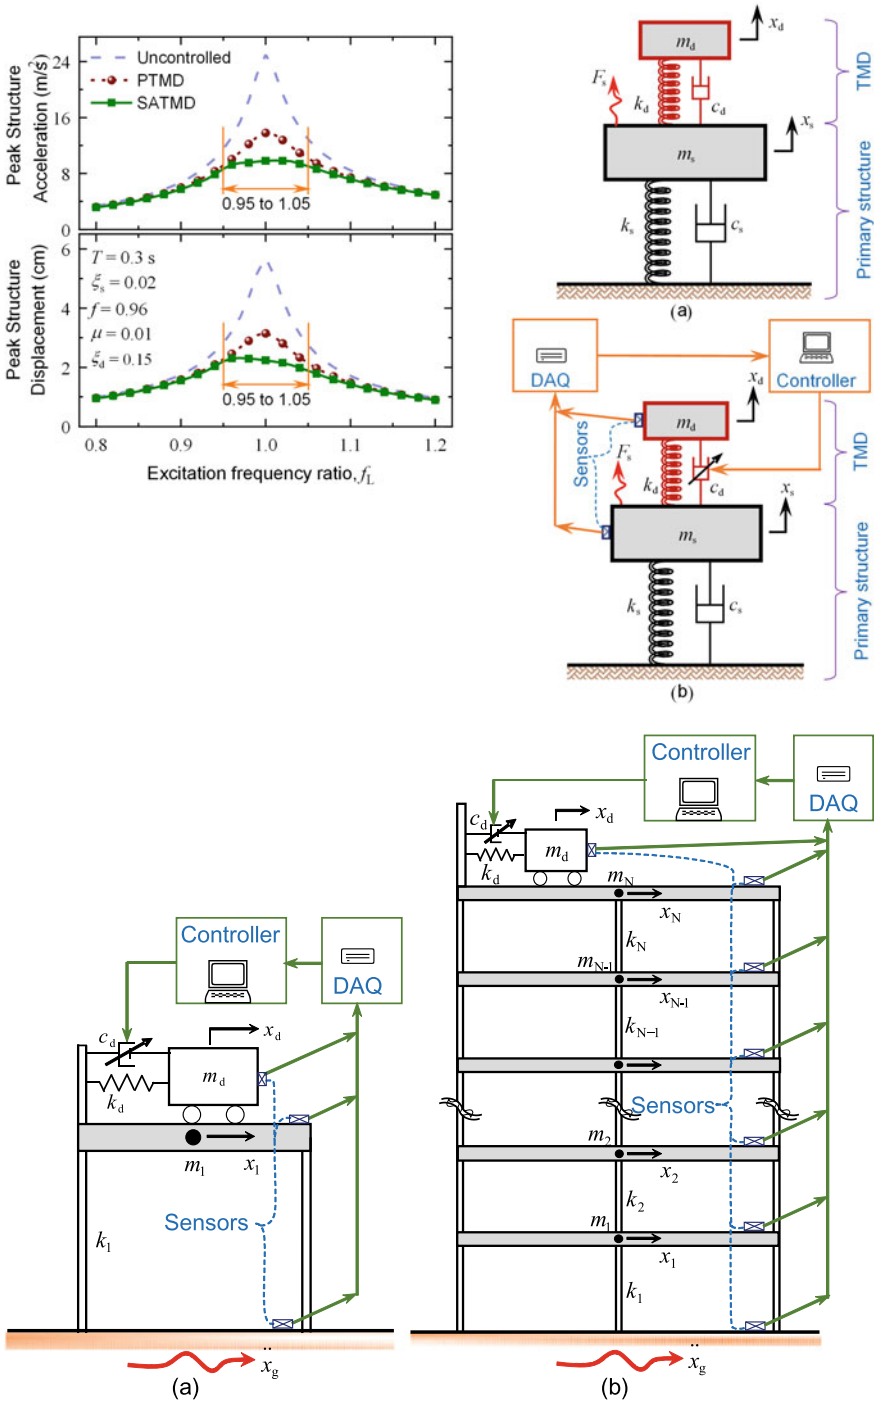 24
16
8
0
Peak Structure
Acceleration (m/s²)
Uncontrolled
PTMD
SATMD
0.95 to 1.05
6
4
2
0
Peak Structure
Displacement (cm)
T = 0.3 s
ξs = 0.02
f = 0.96
μ = 0.01
ξd = 0.15
0.95 to 1.05
0.8 0.9 1.0 1.1 1.2
Excitation frequency ratio, fL
xd
md
Fs
kd
cd
TMD
xs
ms
ks
cs
Primary structure
(a)
DAQ
Controller
xd
md
Sensors
Fs
kd
cd
TMD
xs
ms
ks
cs
Primary structure
(b)
Controller
DAQ
cd
xd
md
kd
m1
x1
Sensors
k1
ẍg
(a)
Controller
DAQ
cd
xd
md
kd
mN
xN
kN
mN-1
xN-1
kN-1
Sensors
m2
x2
k2
m1
x1
k1
ẍg
(b)